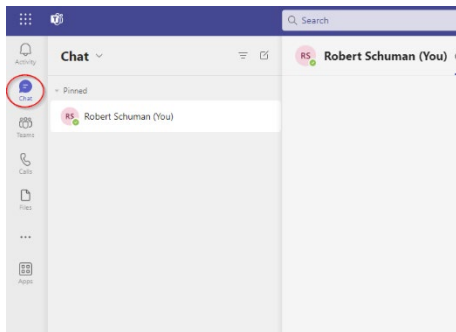 Search
Activity
Chat
Teams
Calls
Files
Apps
Chat
Pinned
RS Robert Schuman (You)
RS Robert Schuman (You)